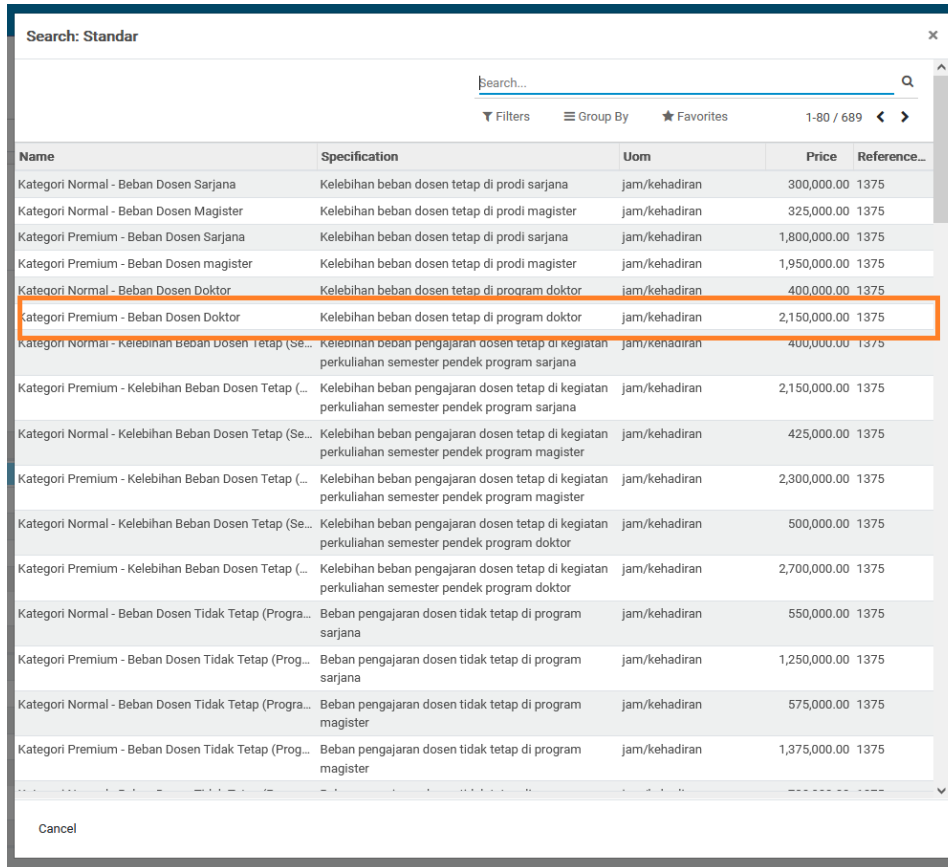 Search: Standar ×
Search...
Filters Group By Favorites 1-80 / 689
Name Specification Uom Price Reference...
Kategori Normal - Beban Dosen Sarjana Kelebihan beban dosen tetap di prodi sarjana jam/kehadiran 300,000.00 1375
Kategori Normal - Beban Dosen Magister Kelebihan beban dosen tetap di prodi magister jam/kehadiran 325,000.00 1375
Kategori Premium - Beban Dosen Sarjana Kelebihan beban dosen tetap di prodi sarjana jam/kehadiran 1,800,000.00 1375
Kategori Premium - Beban Dosen magister Kelebihan beban dosen tetap di prodi magister jam/kehadiran 1,950,000.00 1375
Kategori Normal - Beban Dosen Doktor Kelebihan beban dosen tetap di program doktor jam/kehadiran 400,000.00 1375
Kategori Premium - Beban Dosen Doktor Kelebihan beban dosen tetap di program doktor jam/kehadiran 2,150,000.00 1375
Kategori Normal - Kelebihan Beban Dosen Tetap (Se... Kelebihan beban pengajaran dosen tetap di kegiatan jam/kehadiran 400,000.00 1375
perkuliahan semester pendek program sarjana
Kategori Premium - Kelebihan Beban Dosen Tetap (... Kelebihan beban pengajaran dosen tetap di kegiatan jam/kehadiran 2,150,000.00 1375
perkuliahan semester pendek program sarjana
Kategori Normal - Kelebihan Beban Dosen Tetap (Se... Kelebihan beban pengajaran dosen tetap di kegiatan jam/kehadiran 425,000.00 1375
perkuliahan semester pendek program magister
Kategori Premium - Kelebihan Beban Dosen Tetap (... Kelebihan beban pengajaran dosen tetap di kegiatan jam/kehadiran 2,300,000.00 1375
perkuliahan semester pendek program magister
Kategori Normal - Kelebihan Beban Dosen Tetap (Se... Kelebihan beban pengajaran dosen tetap di kegiatan jam/kehadiran 500,000.00 1375
perkuliahan semester pendek program doktor
Kategori Premium - Kelebihan Beban Dosen Tetap (... Kelebihan beban pengajaran dosen tetap di kegiatan jam/kehadiran 2,700,000.00 1375
perkuliahan semester pendek program doktor
Kategori Normal - Beban Dosen Tidak Tetap (Progra... Beban pengajaran dosen tidak tetap di program jam/kehadiran 550,000.00 1375
sarjana
Kategori Premium - Beban Dosen Tidak Tetap (Prog... Beban pengajaran dosen tidak tetap di program jam/kehadiran 1,250,000.00 1375
sarjana
Kategori Normal - Beban Dosen Tidak Tetap (Progra... Beban pengajaran dosen tidak tetap di program jam/kehadiran 575,000.00 1375
magister
Kategori Premium - Beban Dosen Tidak Tetap (Prog... Beban pengajaran dosen tidak tetap di program jam/kehadiran 1,375,000.00 1375
magister
Cancel